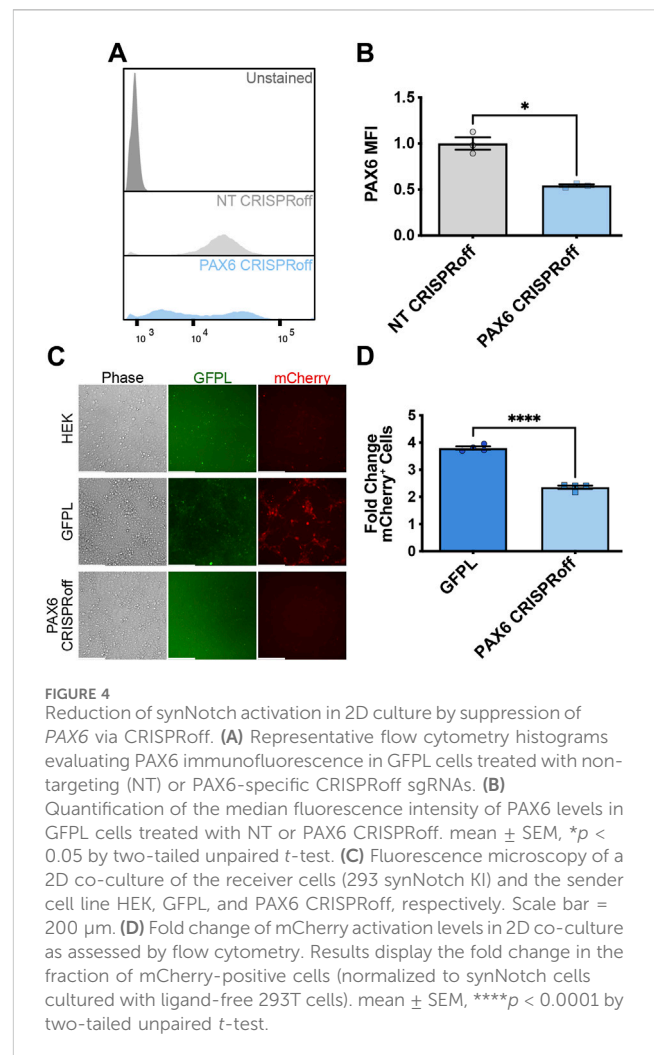 A
Unstained
NT CRISPRoff
PAX6 CRISPRoff
10 3
10 4
10 5
B
*
PAX6 MFI
1.5
1.0
0.5
0.0
NT CRISPRoff
PAX6 CRISPRoff
C
Phase
GFPL
mCherry
HEK
GFPL
PAX6
CRISPRoff
D
****
Fold Change
mCherry+ Cells
5
4
3
2
1
0
GFPL
PAX6 CRISPRoff
FIGURE 4
Reduction of synNotch activation in 2D culture by suppression of
PAX6 via CRISPRoff. (A) Representative flow cytometry histograms
evaluating PAX6 immunofluorescence in GFPL cells treated with non-
targeting (NT) or PAX6-specific CRISPRoff sgRNAs. (B)
Quantification of the median fluorescence intensity of PAX6 levels in
GFPL cells treated with NT or PAX6 CRISPRoff. mean ± SEM, *p <
0.05 by two-tailed unpaired t-test. (C) Fluorescence microscopy of a
2D co-culture of the receiver cells (293 synNotch KI) and the sender
cell line HEK, GFPL, and PAX6 CRISPRoff, respectively. Scale bar =
200 µm. (D) Fold change of mCherry activation levels in 2D co-culture
as assessed by flow cytometry. Results display the fold change in the
fraction of mCherry-positive cells (normalized to synNotch cells
cultured with ligand-free 293T cells). mean ± SEM, ****p < 0.0001 by
two-tailed unpaired t-test.